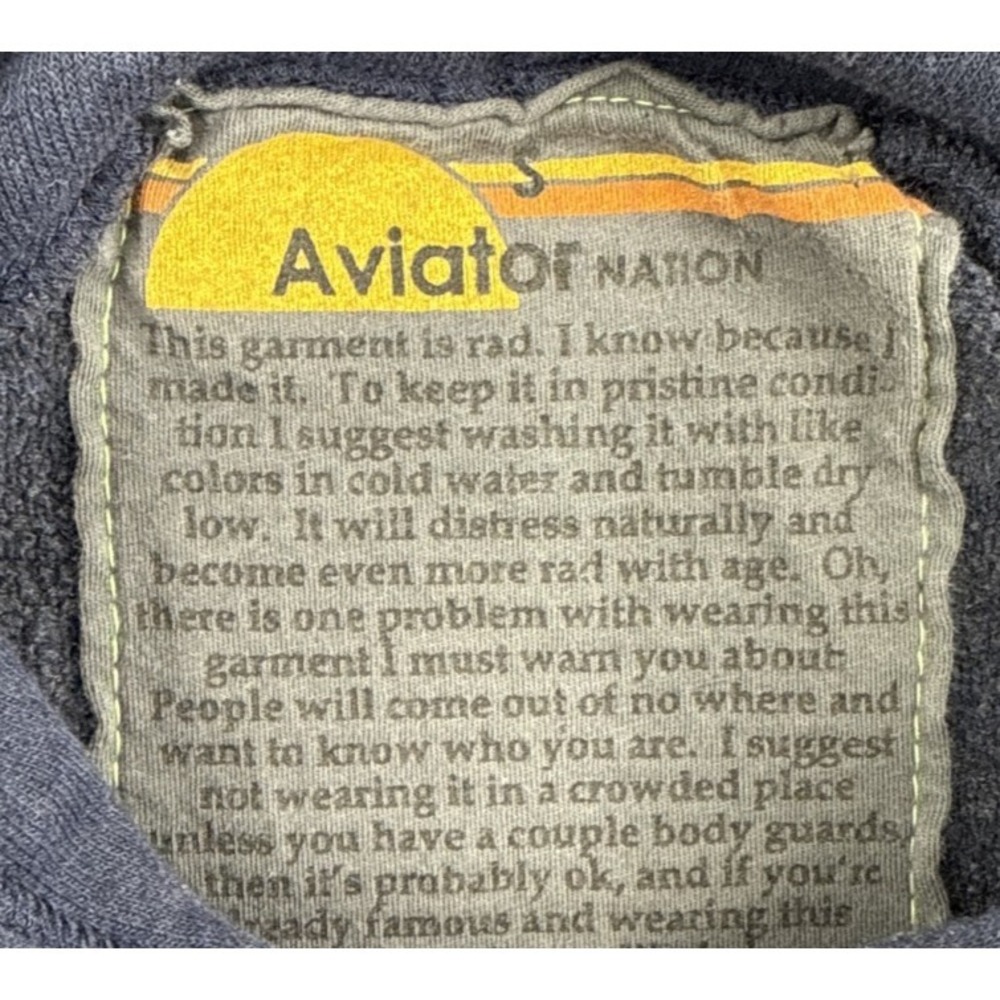 Aviator NATION
S
This garment is rad. I know because I
made it. To keep it in pristine condi-
tion I suggest washing it with like
colors in cold water and tumble dry
low. It will distress naturally and
become even more rad with age. Oh,
there is one problem with wearing this
garment I must warn you about.
People will come out of no where and
want to know who you are. I suggest
not wearing it in a crowded place
unless you have a couple body guards,
then it's probably ok, and if you're
already famous and wearing this